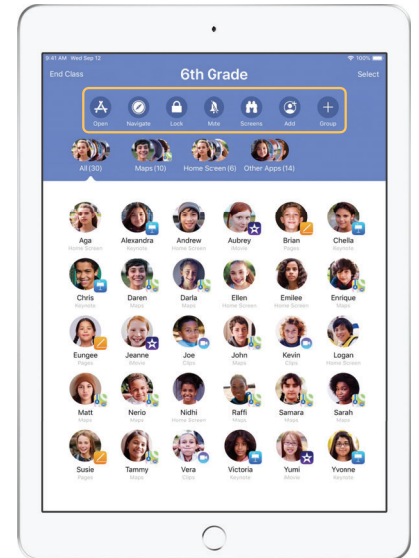 9:41 AM Wed Sep 12 100%
End Class 6th Grade Select
Open Navigate Lock Mute Screens Add Group
All (30) Maps (10) Home Screen (6) Other Apps (14)
Aga Alexandra Andrew Aubrey Brian Chella
Home Screen Keynote Home Screen iMovie Pages Keynote
Chris Daren Darla Ellen Emilee Enrique
Keynote Maps Maps Home Screen Home Screen Maps
Eungee Jeanne Joe John Kevin Logan
Pages iMovie Clips Maps Clips Home Screen
Matt Nerio Nidhi Raffi Samara Sarah
Maps Maps Home Screen Maps Maps Maps
Susie Tammy Vera Victoria Yumi Yvonne
Pages Maps Clips Keynote iMovie Keynote